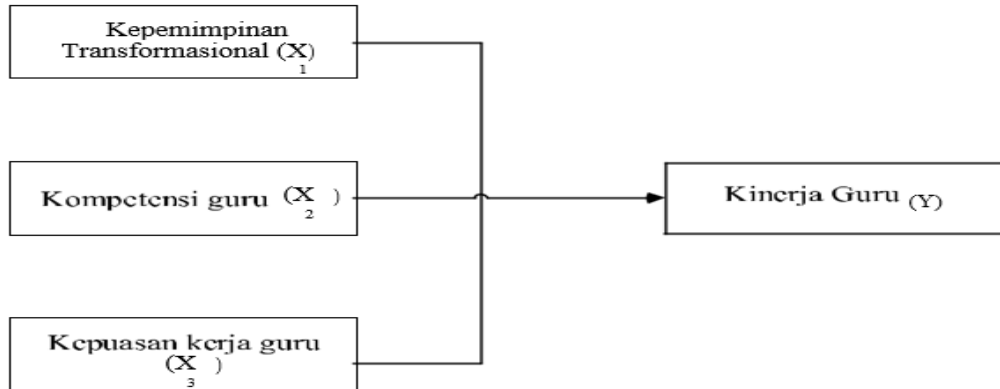 Kepemimpinan
Transformasional (X)
1
Kompetensi guru (X )
2
Kinerja Guru (Y)
Kepuasan kerja guru
(X )
3